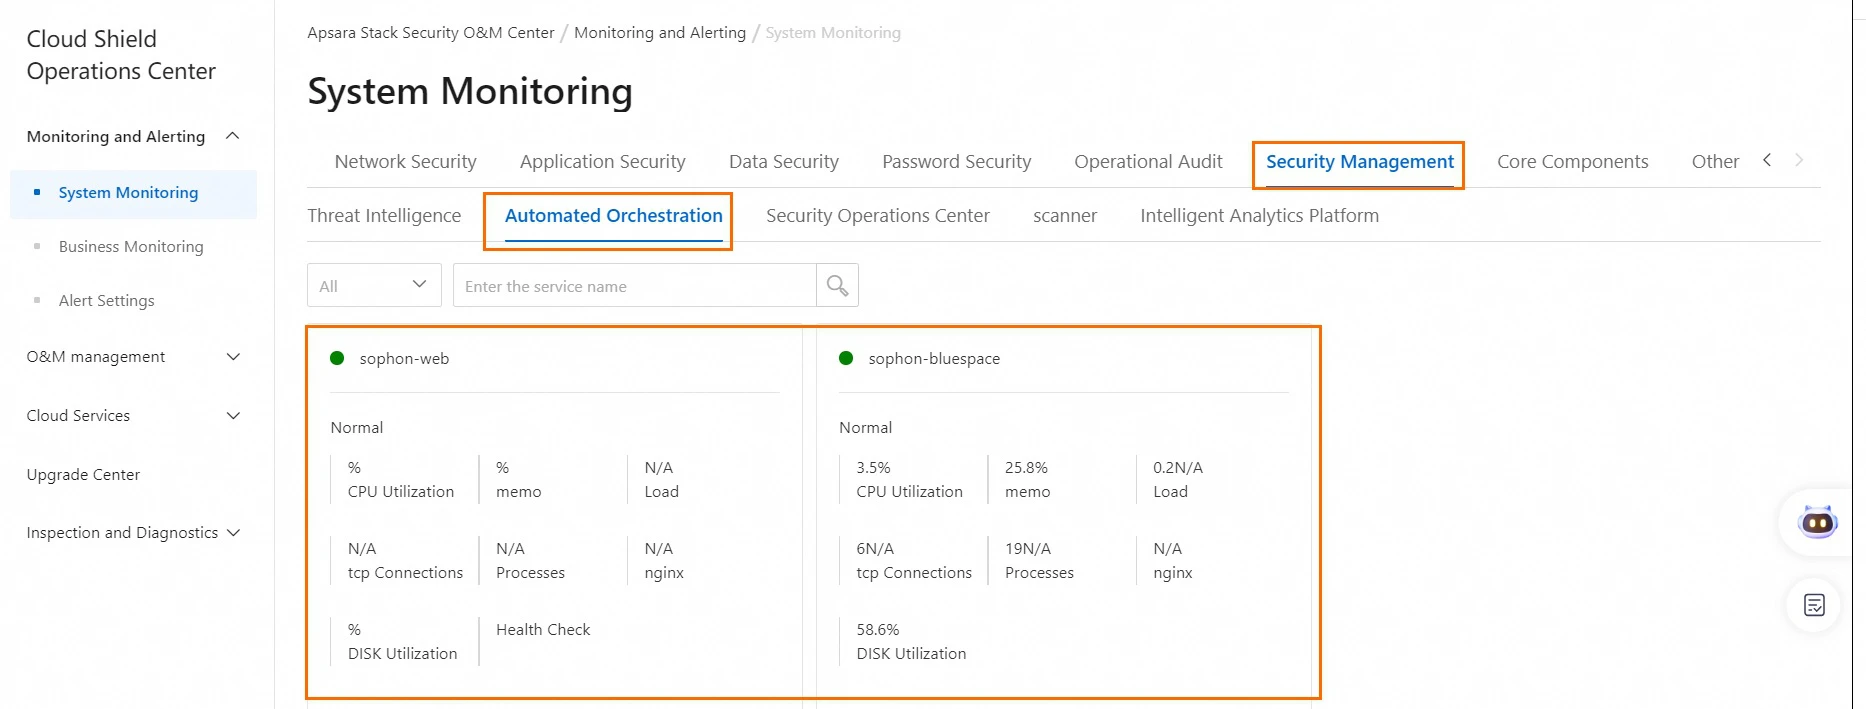 Cloud Shield
Operations Center
Monitoring and Alerting
System Monitoring
Business Monitoring
Alert Settings
O&M management
Cloud Services
Upgrade Center
Inspection and Diagnostics
Apsara Stack Security O&M Center / Monitoring and Alerting / System Monitoring
System Monitoring
Network Security Application Security Data Security Password Security Operational Audit Security Management Core Components Other
Threat Intelligence Automated Orchestration Security Operations Center scanner Intelligent Analytics Platform
All Enter the service name
sophon-web
Normal
% % N/A
CPU Utilization memo Load
N/A N/A N/A
tcp Connections Processes nginx
% Health Check
DISK Utilization
sophon-bluespace
Normal
3.5% 25.8% 0.2N/A
CPU Utilization memo Load
6N/A 19N/A N/A
tcp Connections Processes nginx
58.6%
DISK Utilization